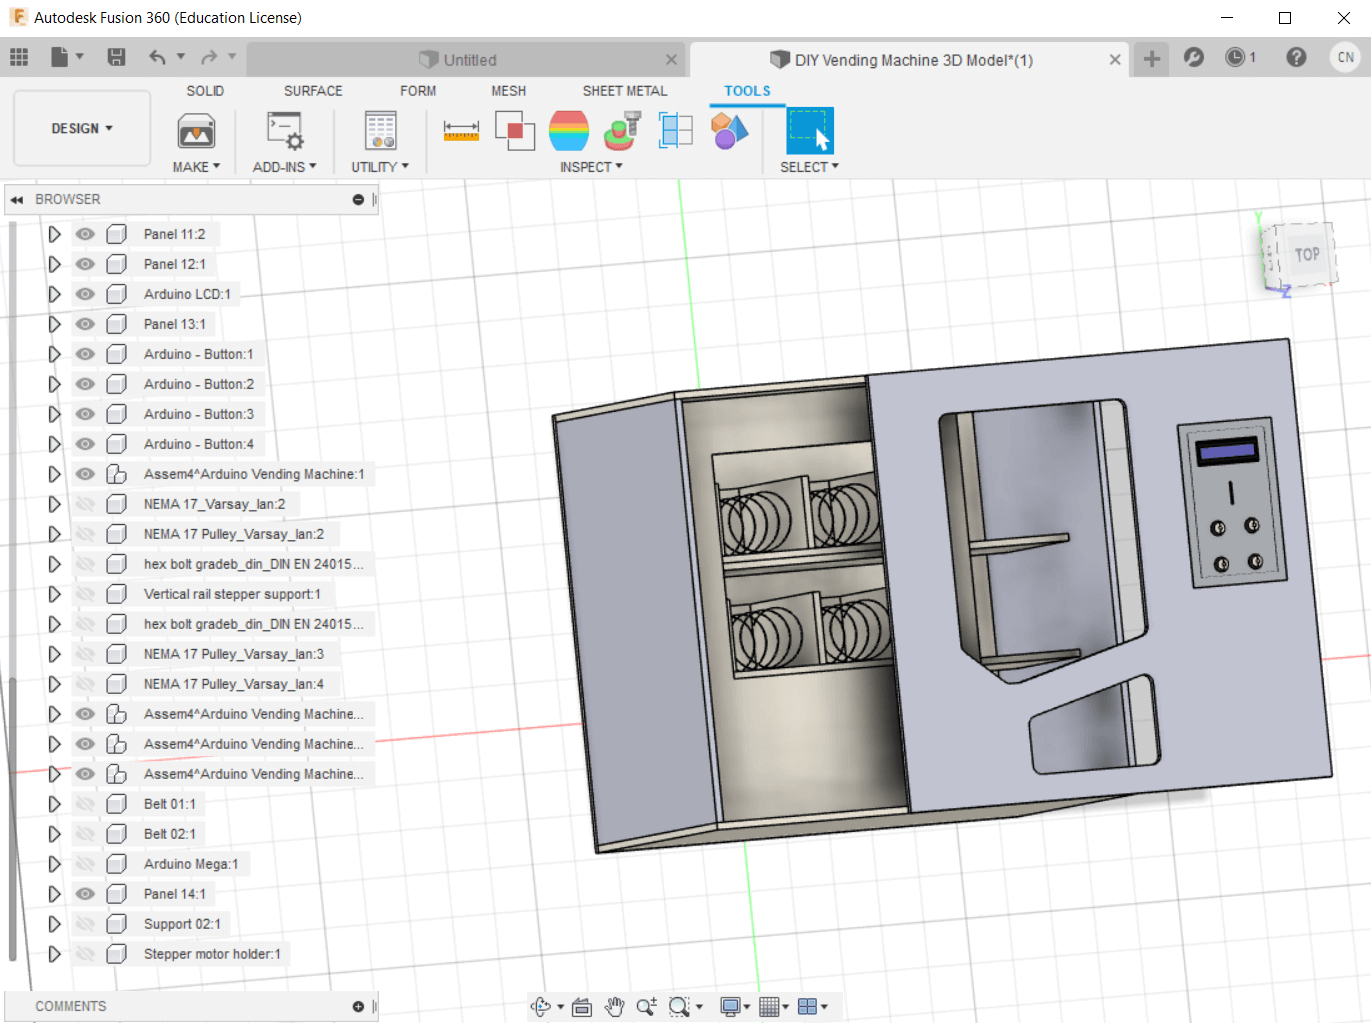 Autodesk Fusion 360 (Education License)
Untitled
DIY Vending Machine 3D Model*(1)
1
CN
SOLID SURFACE FORM MESH SHEET METAL TOOLS
DESIGN
MAKE ADD-INS UTILITY INSPECT SELECT
BROWSER
Panel 11:2
Panel 12:1
Arduino LCD:1
Panel 13:1
Arduino - Button:1
Arduino - Button:2
Arduino - Button:3
Arduino - Button:4
Assem4^Arduino Vending Machine:1
NEMA 17_Varsay_Ian:2
NEMA 17 Pulley_Varsay_Ian:2
hex bolt gradeb_din_DIN EN 24015...
Vertical rail stepper support:1
hex bolt gradeb_din_DIN EN 24015...
NEMA 17 Pulley_Varsay_Ian:3
NEMA 17 Pulley_Varsay_Ian:4
Assem4^Arduino Vending Machine...
Assem4^Arduino Vending Machine...
Assem4^Arduino Vending Machine...
Belt 01:1
Belt 02:1
Arduino Mega:1
Panel 14:1
Support 02:1
Stepper motor holder:1
Y
TOP
Z
COMMENTS